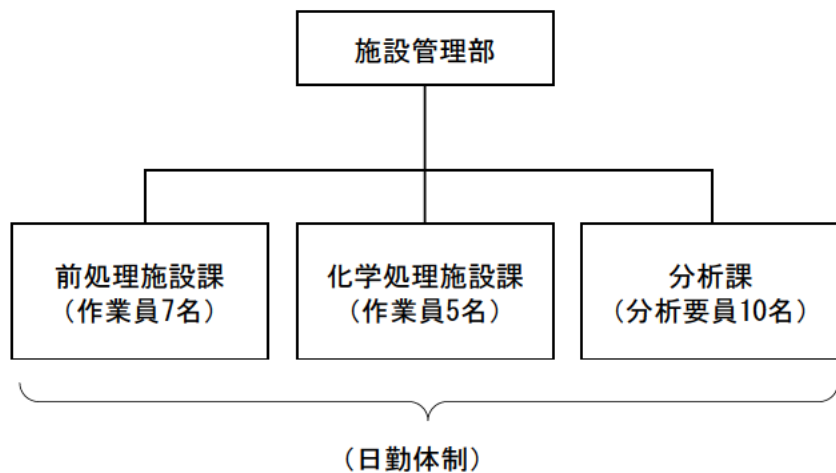 施設管理部
前処理施設課
（作業員7名）
化学処理施設課
（作業員5名）
分析課
（分析要員10名）
（日勤体制）